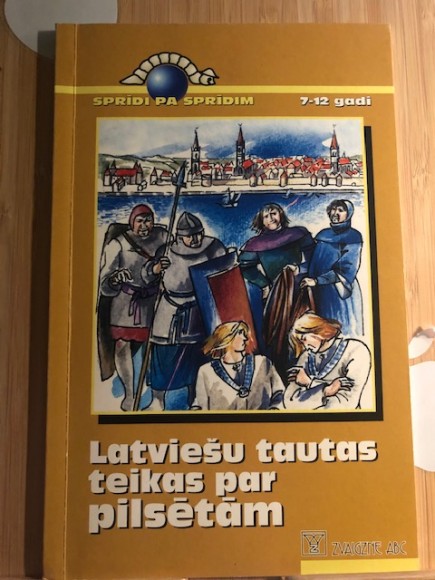 SPRĪDI PA SPRĪDIM 7-12 gadi
Latviešu tautas
teikas par
pilsētām
ZVAIGZNE ABC